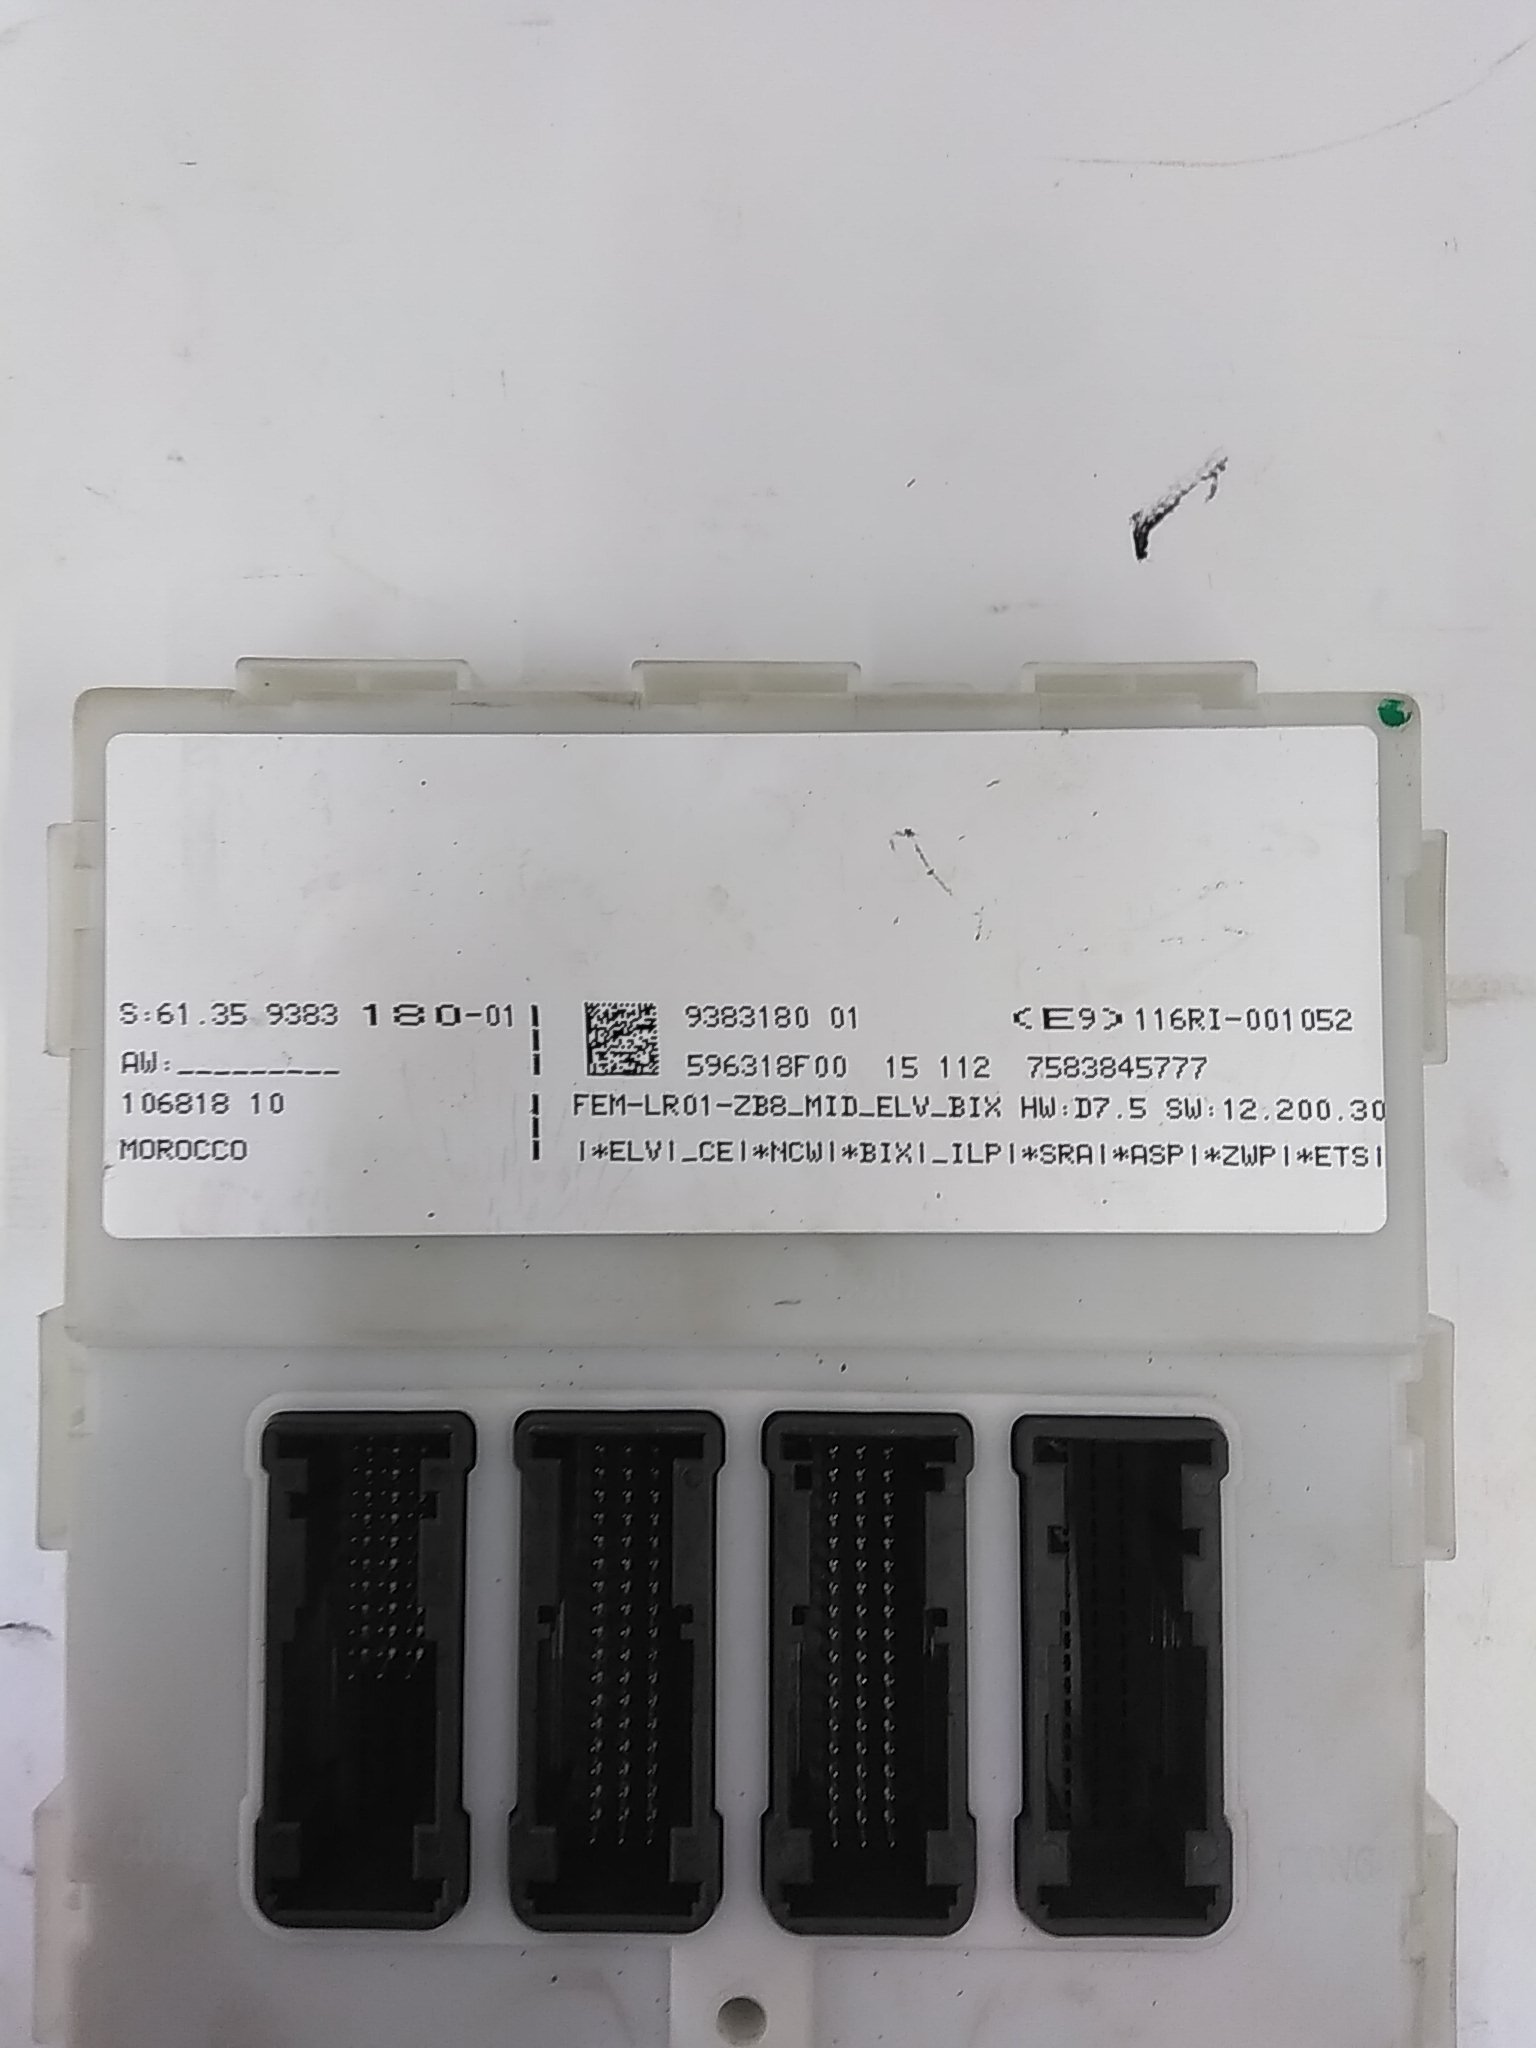 S:61.35 9383 180-01
AW:_________
106818 10
MOROCCO
9383180 01 <E9>116RI-001052
596318F00 15 112 7583845777
FEM-LR01-ZB8_MID_ELV_BIX HW:D7.5 SW:12.200.30
|*ELV|_CE|*NCW|*BIX|_ILP|*SRA|*ASP|*ZWP|*ETS|